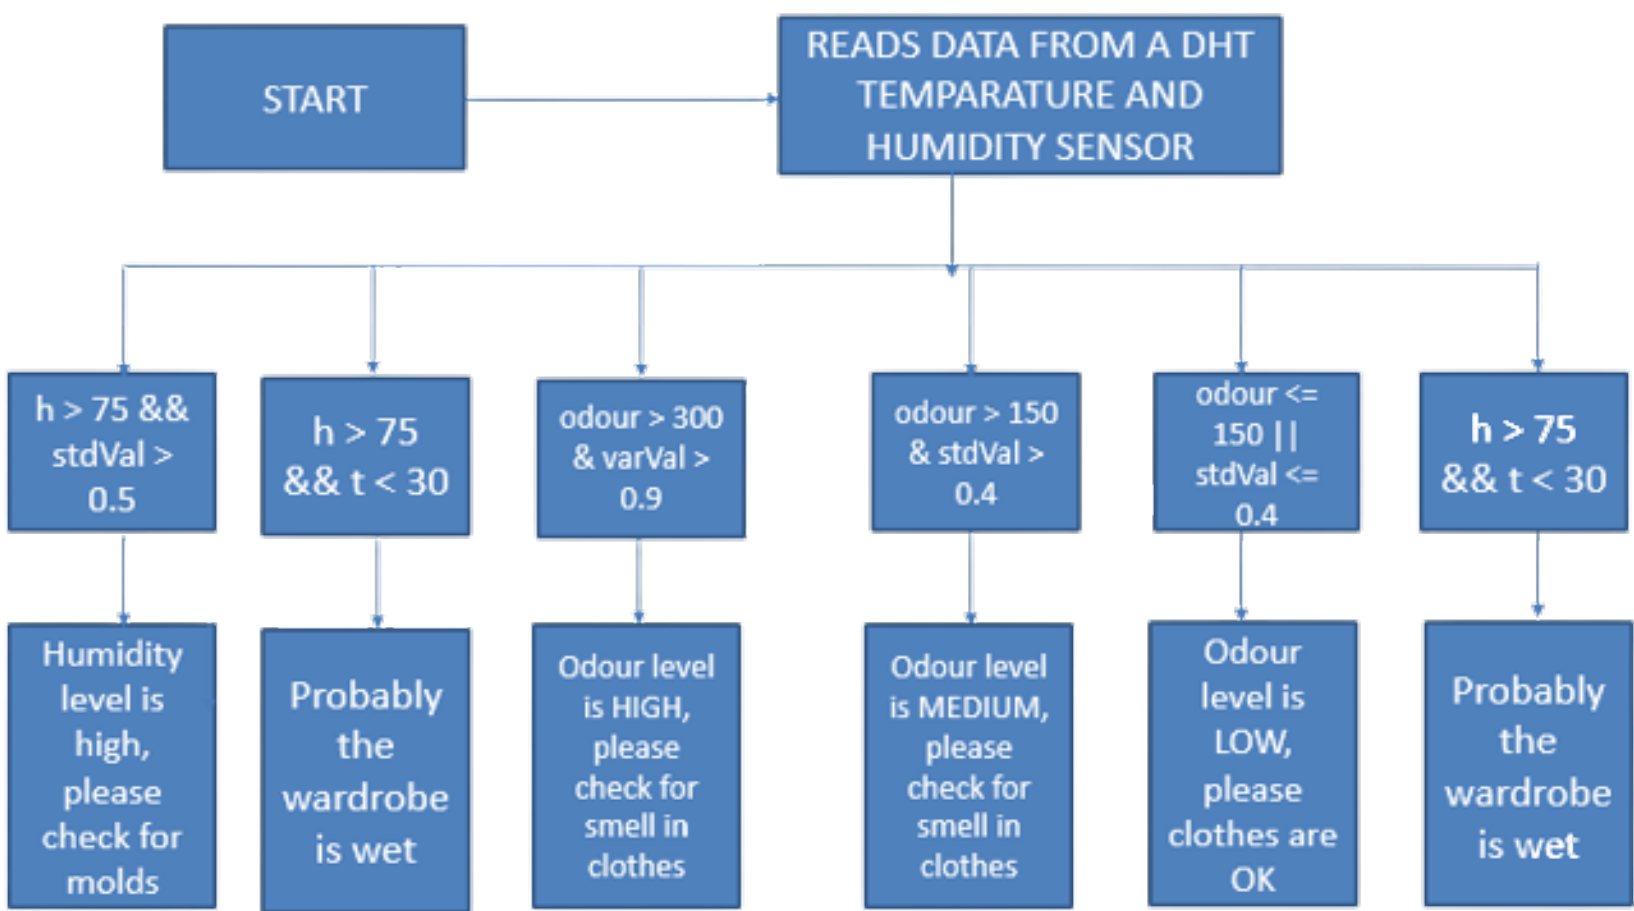 START
READS DATA FROM A DHT
TEMPARATURE AND
HUMIDITY SENSOR
h > 75 &&
stdVal >
0.5
h > 75
&& t < 30
odour > 300
& varVal >
0.9
odour > 150
& stdVal >
0.4
odour <=
150 ||
stdVal <=
0.4
h > 75
&& t < 30
Humidity
level is
high,
please
check for
molds
Probably
the
wardrobe
is wet
Odour level
is HIGH,
please
check for
smell in
clothes
Odour level
is MEDIUM,
please
check for
smell in
clothes
Odour
level is
LOW,
please
clothes are
OK
Probably
the
wardrobe
is wet